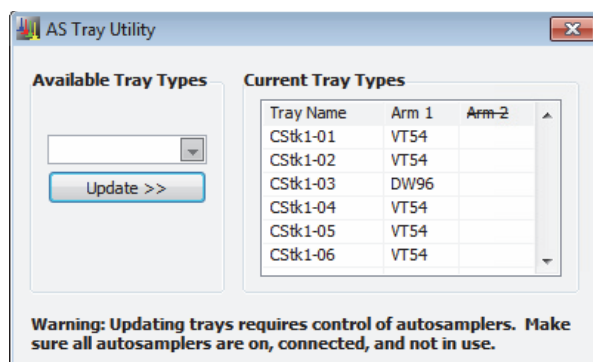 AS Tray Utility
Available Tray Types
Update >>
Current Tray Types
Tray Name Arm 1 Arm 2
CStk1-01 VT54
CStk1-02 VT54
CStk1-03 DW96
CStk1-04 VT54
CStk1-05 VT54
CStk1-06 VT54
Warning: Updating trays requires control of autosamplers. Make
sure all autosamplers are on, connected, and not in use.